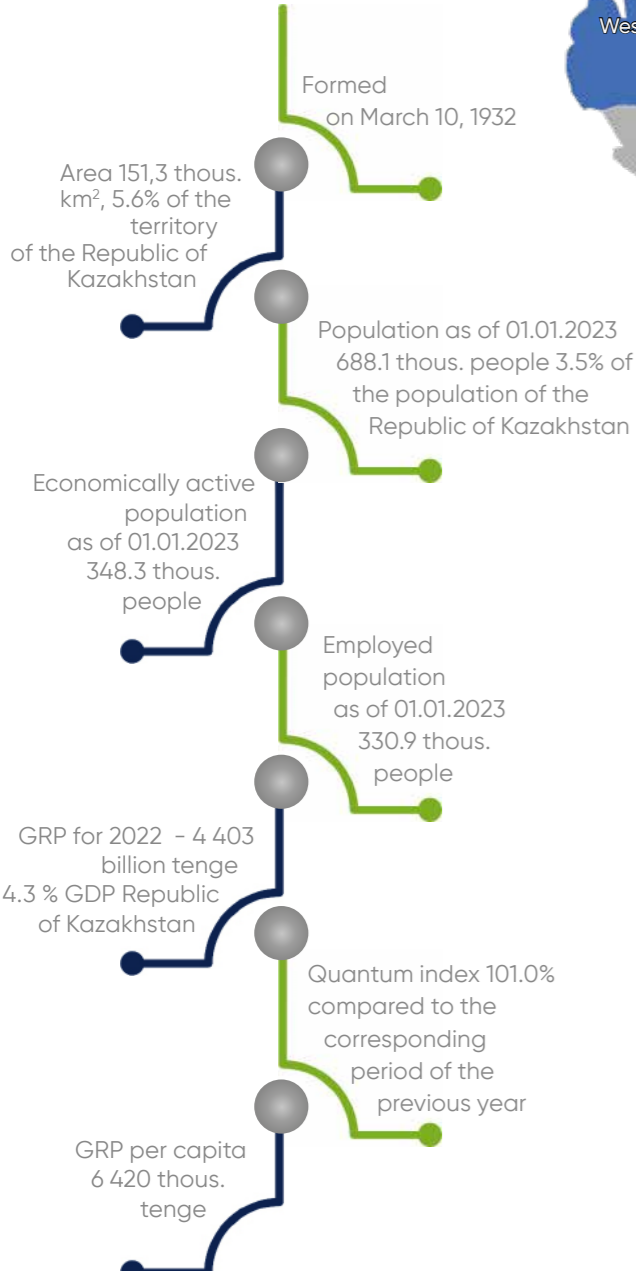 Wes
Formed
on March 10, 1932
Area 151,3 thous.
km², 5.6% of the
territory
of the Republic of
Kazakhstan
Population as of 01.01.2023
688.1 thous. people 3.5% of
the population of the
Republic of Kazakhstan
Economically active
population
as of 01.01.2023
348.3 thous.
people
Employed
population
as of 01.01.2023
330.9 thous.
people
GRP for 2022 - 4 403
billion tenge
4.3 % GDP Republic
of Kazakhstan
Quantum index 101.0%
compared to the
corresponding
period of the
previous year
GRP per capita
6 420 thous.
tenge